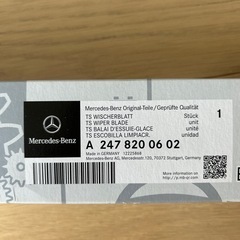 Mercedes-Benz Original-Teile/Geprüfte Qualität
TS WISCHERBLATT Stück 1
TS WIPER BLADE unit
TS BALAI D'ESSUIE-GLACE unité
TS ESCOBILLA LIMPIACR. unidad
Mercedes-Benz
A 247 820 06 02
Made in GERMANY 12225868
Mercedes-Benz AG, Mercedesstr. 120, 70372 Stuttgart, Germany